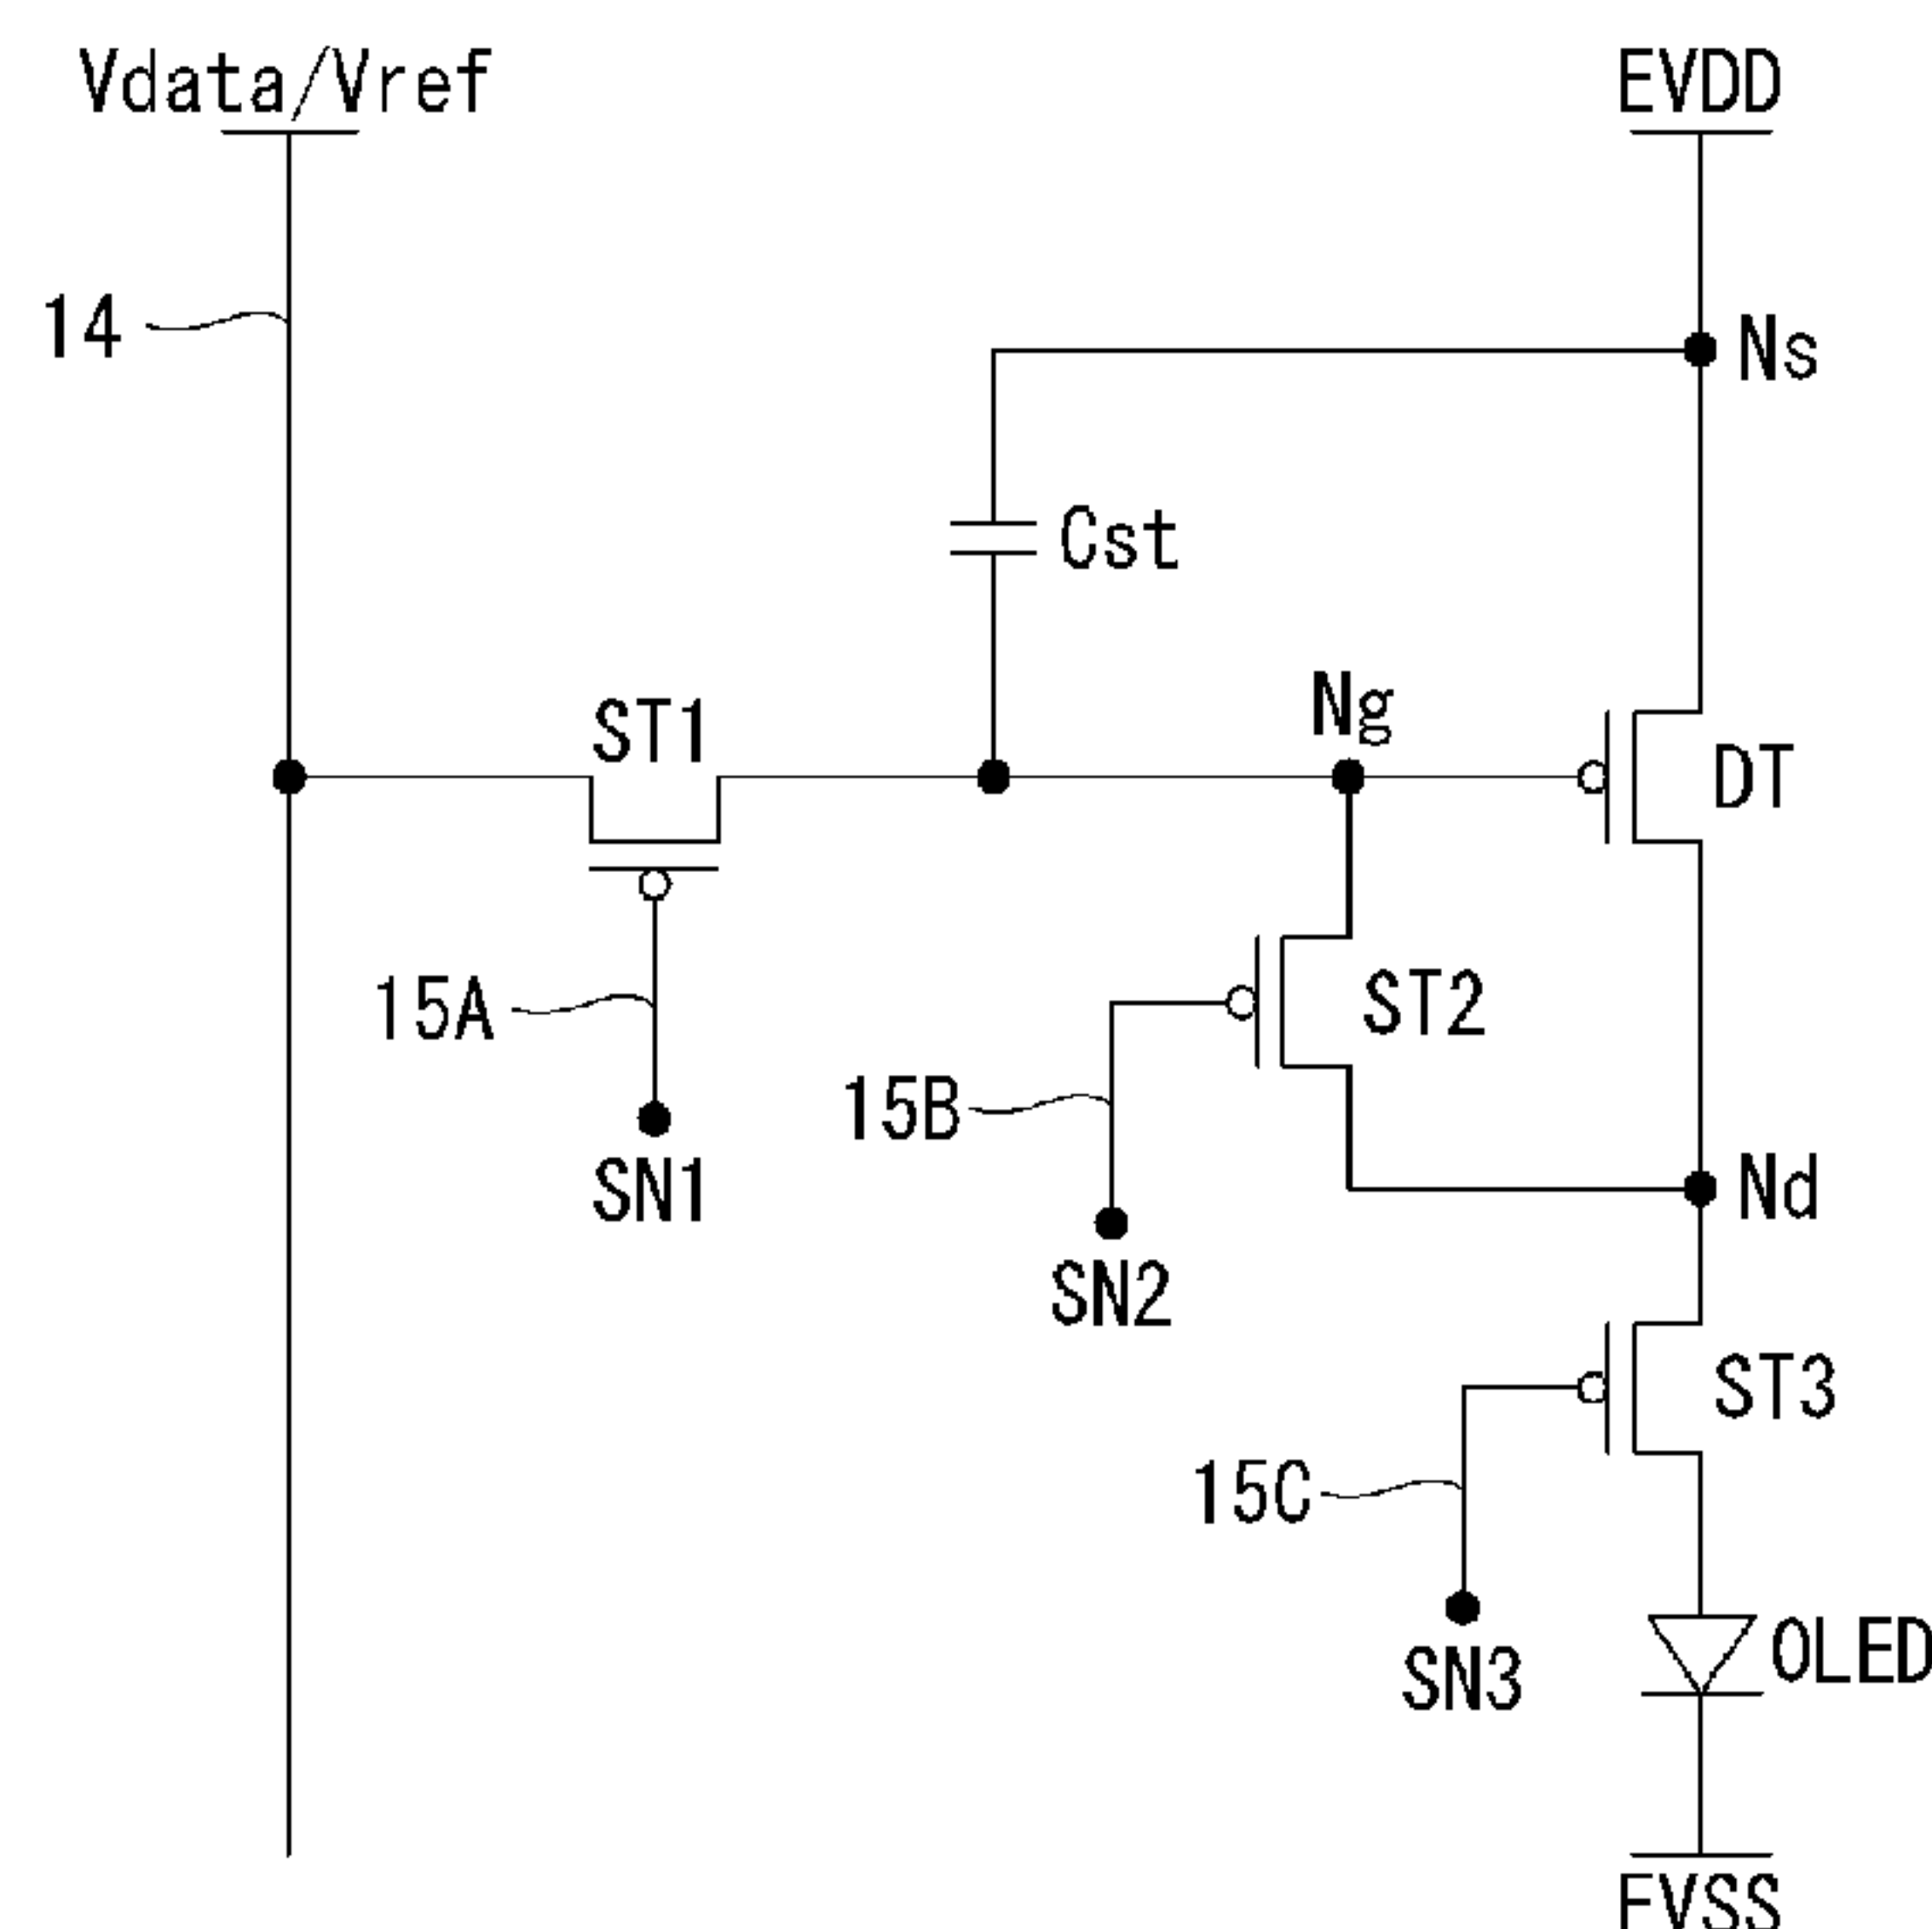 Vdata/Vref
EVDD
14
Ns
Cst
Ng
ST1
DT
15A
ST2
15B
SN1
Nd
SN2
ST3
15C
OLED
SN3
EVSS